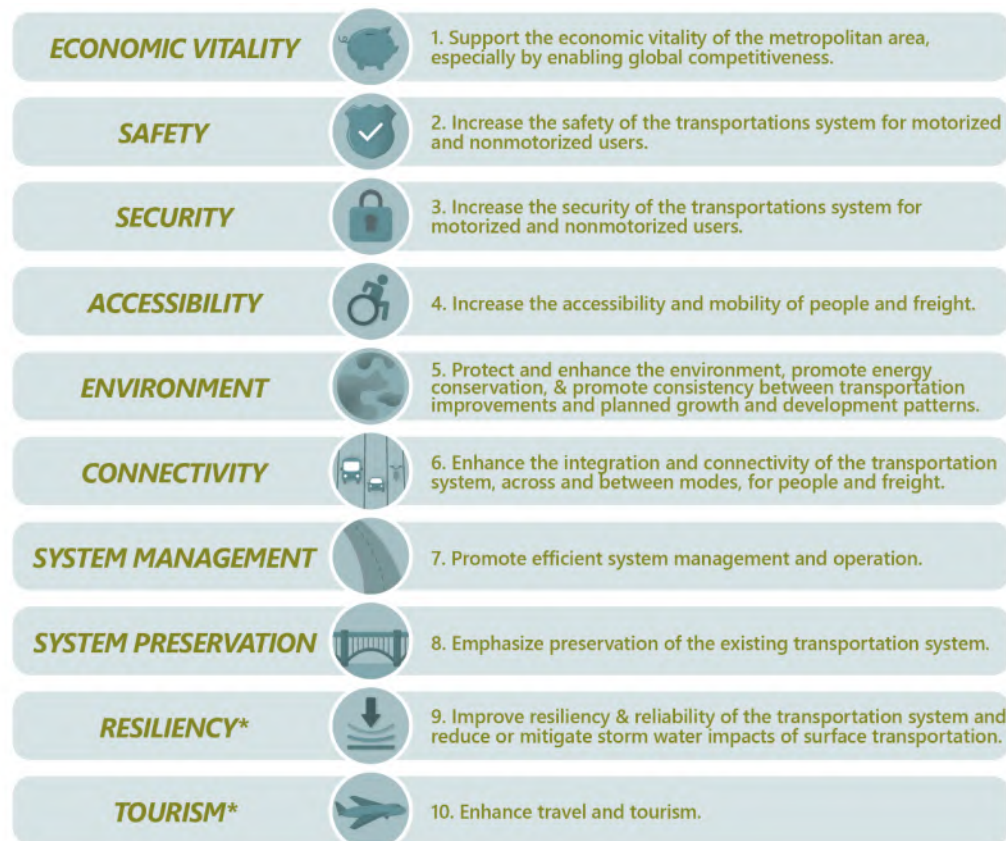 ECONOMIC VITALITY
1. Support the economic vitality of the metropolitan area,
especially by enabling global competitiveness.
SAFETY
2. Increase the safety of the transportations system for motorized
and nonmotorized users.
SECURITY
3. Increase the security of the transportations system for
motorized and nonmotorized users.
ACCESSIBILITY
4. Increase the accessibility and mobility of people and freight.
ENVIRONMENT
5. Protect and enhance the environment, promote energy
conservation, & promote consistency between transportation
improvements and planned growth and development patterns.
CONNECTIVITY
6. Enhance the integration and connectivity of the transportation
system, across and between modes, for people and freight.
SYSTEM MANAGEMENT
7. Promote efficient system management and operation.
SYSTEM PRESERVATION
8. Emphasize preservation of the existing transportation system.
RESILIENCY*
9. Improve resiliency & reliability of the transportation system and
reduce or mitigate storm water impacts of surface transportation.
TOURISM*
10. Enhance travel and tourism.